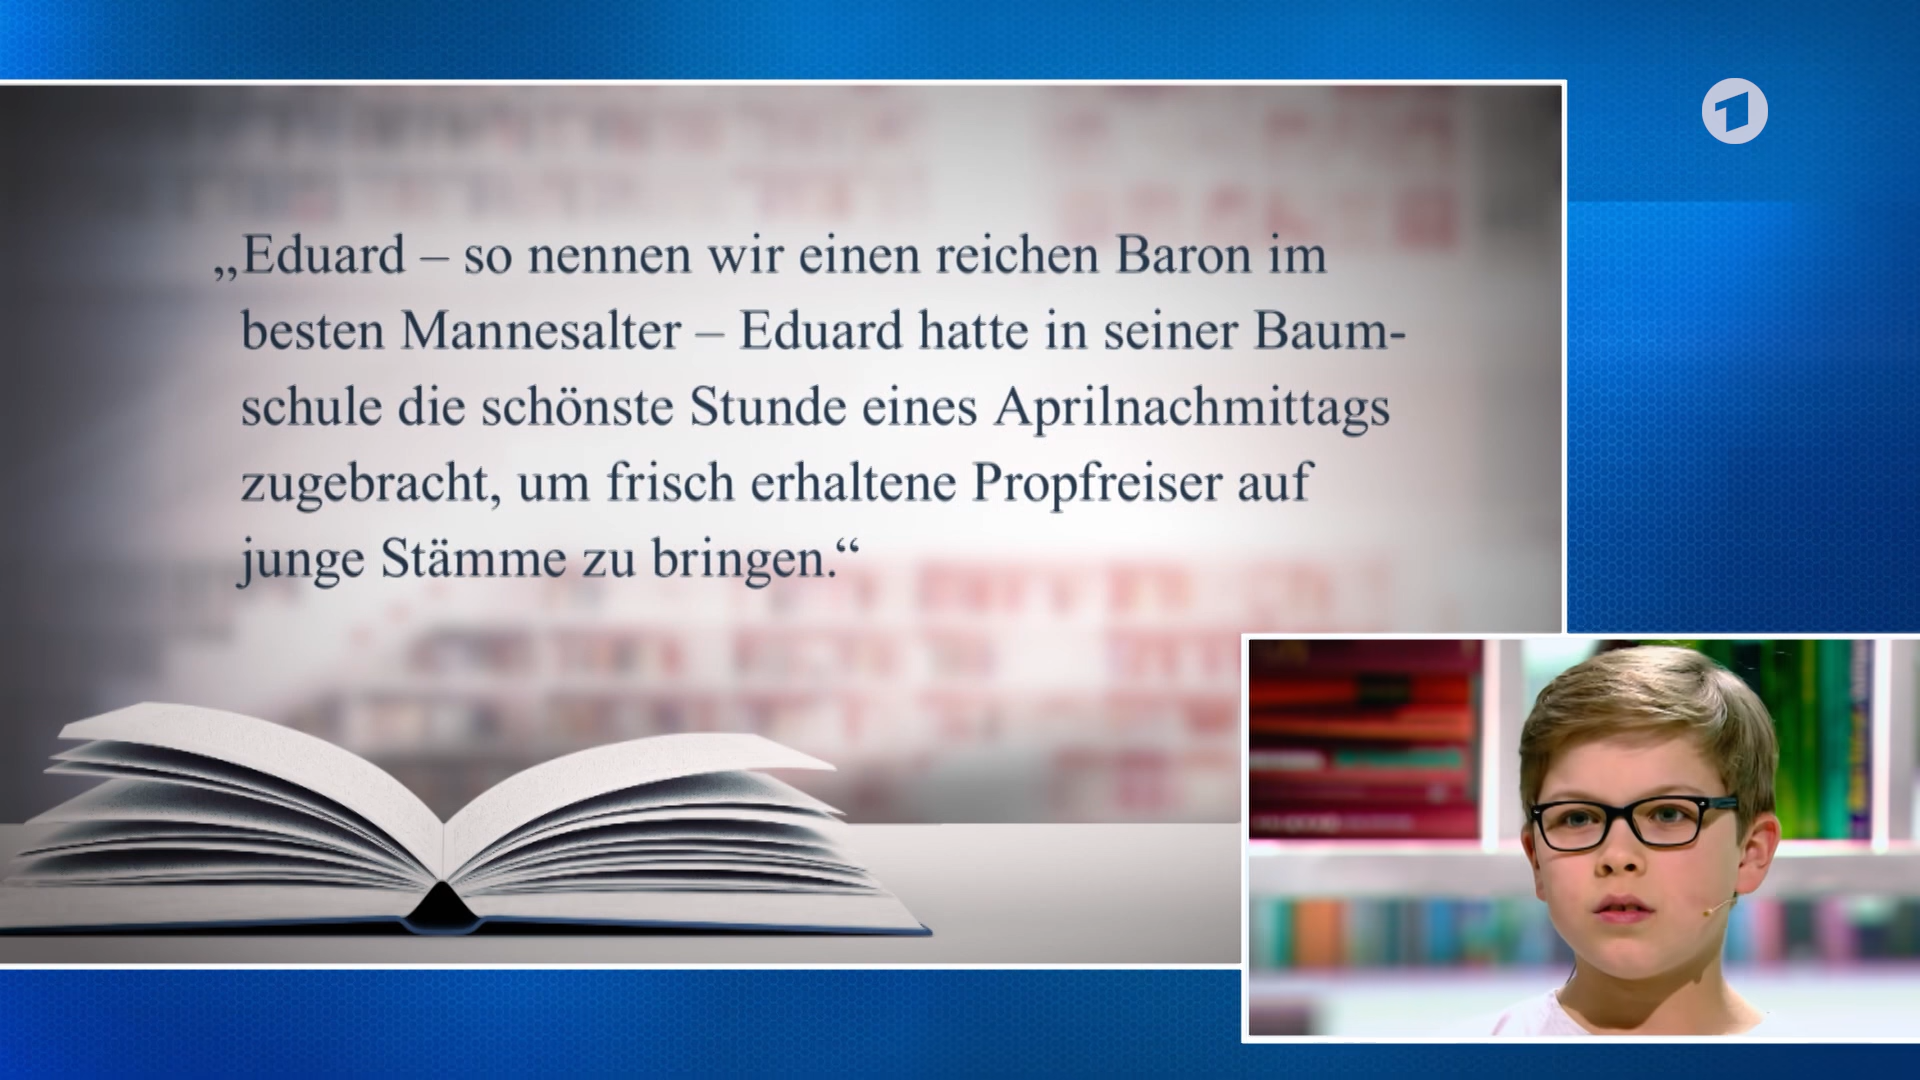 „Eduard – so nennen wir einen reichen Baron im
besten Mannesalter – Eduard hatte in seiner Baum-
schule die schönste Stunde eines Aprilnachmittags
zugebracht, um frisch erhaltene Propfreiser auf
junge Stämme zu bringen.“
1